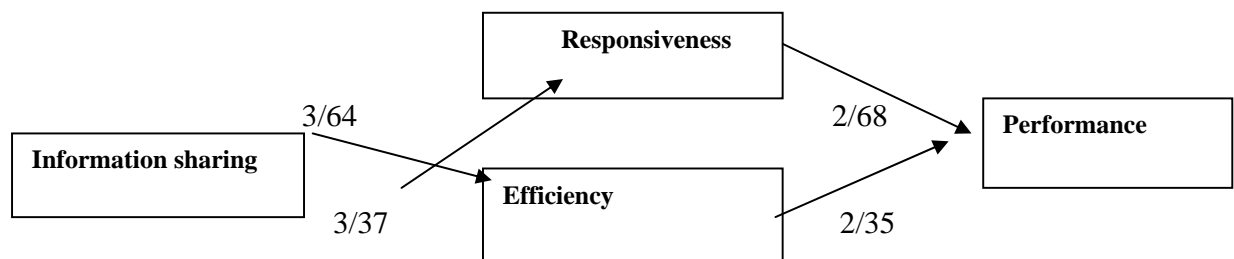 Responsiveness
3/64
2/68
Performance
Information sharing
Efficiency
3/37
2/35